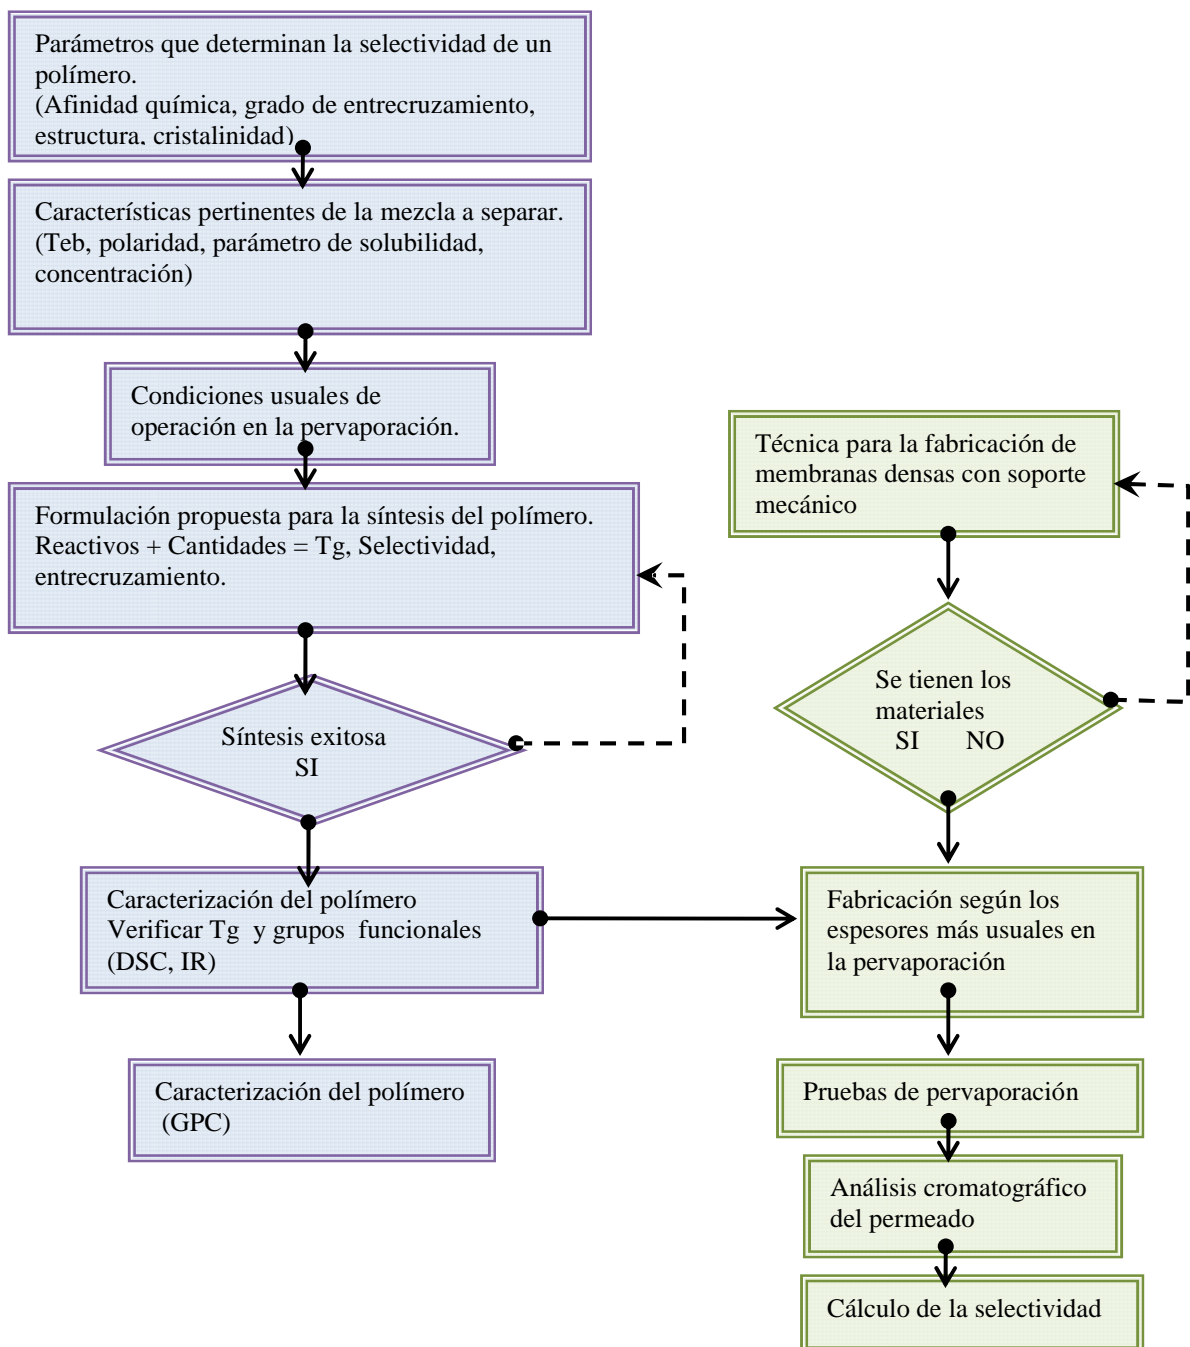 Parámetros que determinan la selectividad de un
polímero.
(Afinidad química, grado de entrecruzamiento,
estructura, cristalinidad)
Características pertinentes de la mezcla a separar.
(Teb, polaridad, parámetro de solubilidad,
concentración)
Condiciones usuales de
operación en la pervaporación.
Formulación propuesta para la síntesis del polímero.
Reactivos + Cantidades = Tg, Selectividad,
entrecruzamiento.
Síntesis exitosa
SI
Caracterización del polímero
Verificar Tg y grupos funcionales
(DSC, IR)
Caracterización del polímero
(GPC)
Técnica para la fabricación de
membranas densas con soporte
mecánico
Se tienen los
materiales
SI NO
Fabricación según los
espesores más usuales en
la pervaporación
Pruebas de pervaporación
Análisis cromatográfico
del permeado
Cálculo de la selectividad